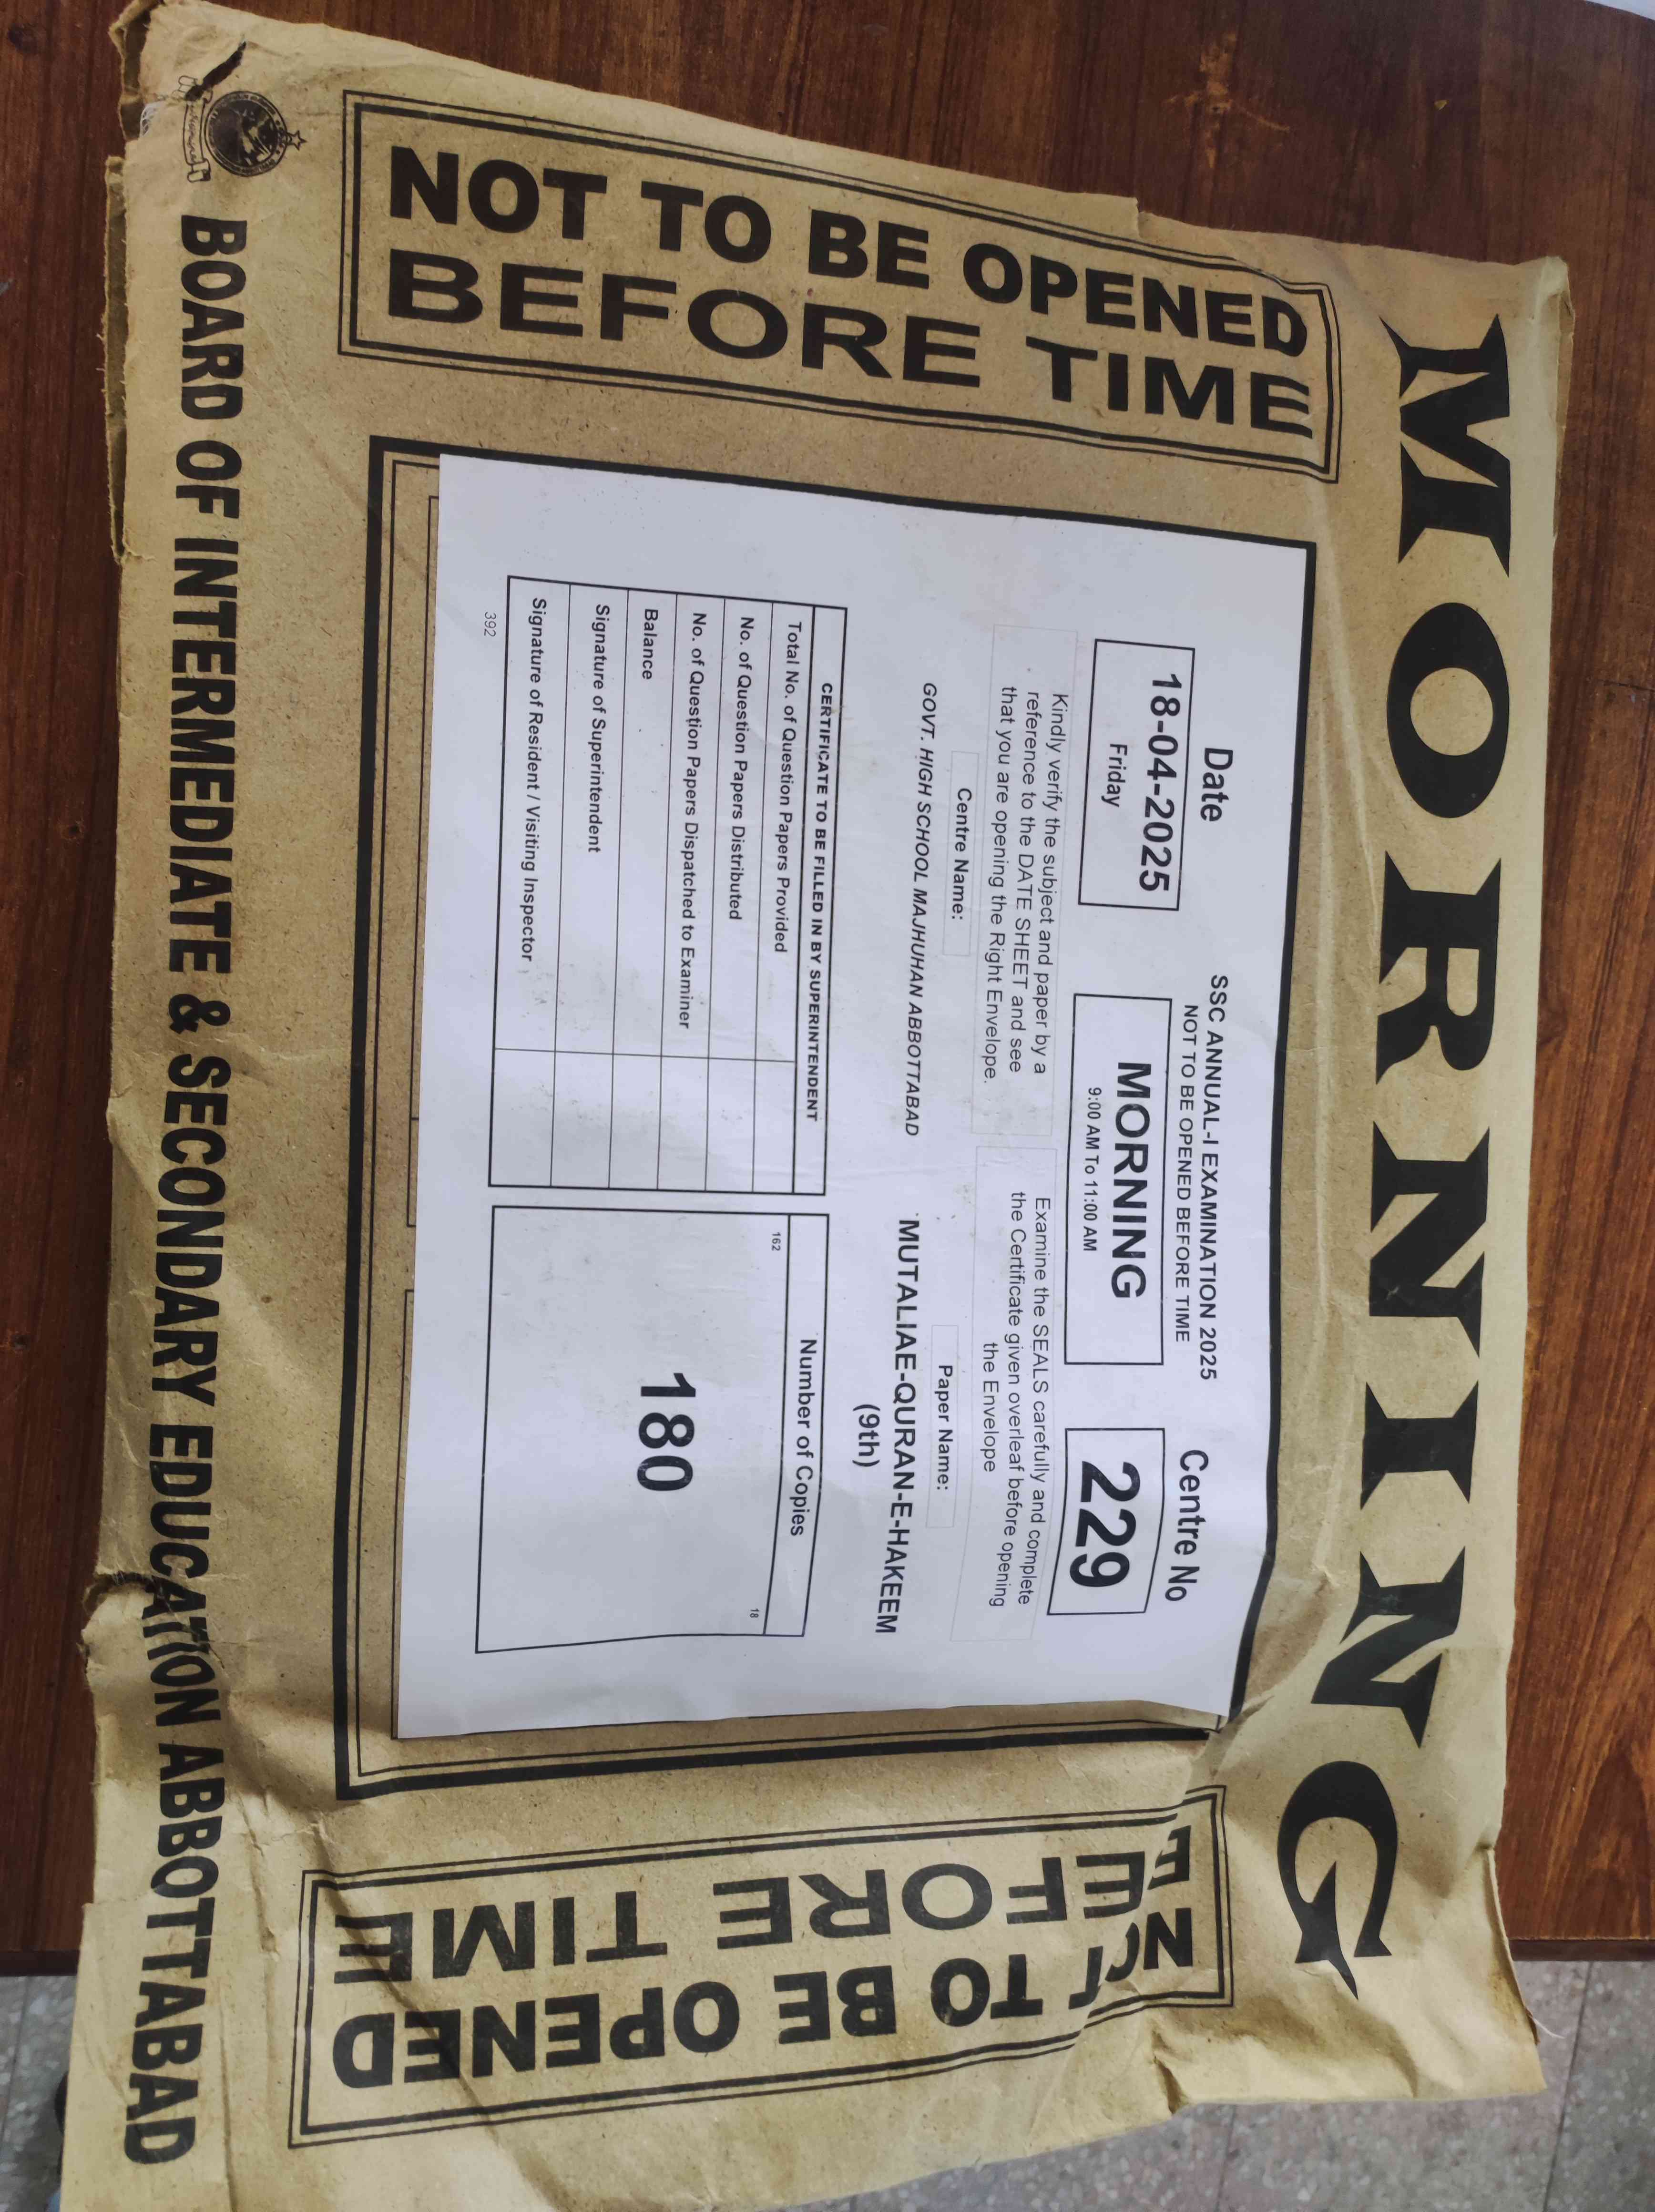 MORNING
NOT TO BE OPENED
BEFORE TIME
Date
18-04-2025
Friday
SSC ANNUAL-I EXAMINATION 2025
NOT TO BE OPENED BEFORE TIME
MORNING
9:00 AM To 11:00 AM
Centre No
229
Kindly verify the subject and paper by a
reference to the DATE SHEET and see
that you are opening the Right Envelope.
Examine the SEALS carefully and complete
the Certificate given overleaf before opening
the Envelope
Centre Name:
GOVT. HIGH SCHOOL MAJHUHAN ABBOTTABAD
Paper Name:
MUTALIAE-QURAN-E-HAKEEM
(9th)
CERTIFICATE TO BE FILLED IN BY SUPERINTENDENT
Total No. of Question Papers Provided
No. of Question Papers Distributed
No. of Question Papers Dispatched to Examiner
Balance
Signature of Superintendent
Signature of Resident / Visiting Inspector
392
Number of Copies
162
18
180
NOT TO BE OPENED
BEFORE TIME
BOARD OF INTERMEDIATE & SECONDARY EDUCATION ABBOTTABAD